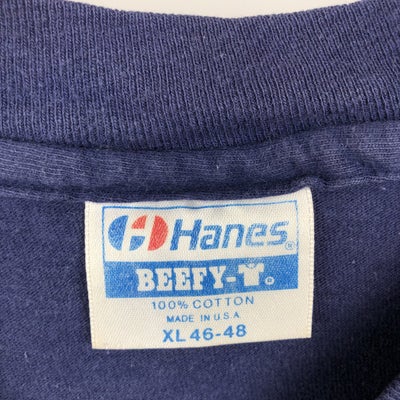 Hanes®
BEEFY-T®
100% COTTON
MADE IN U.S.A.
XL 46-48